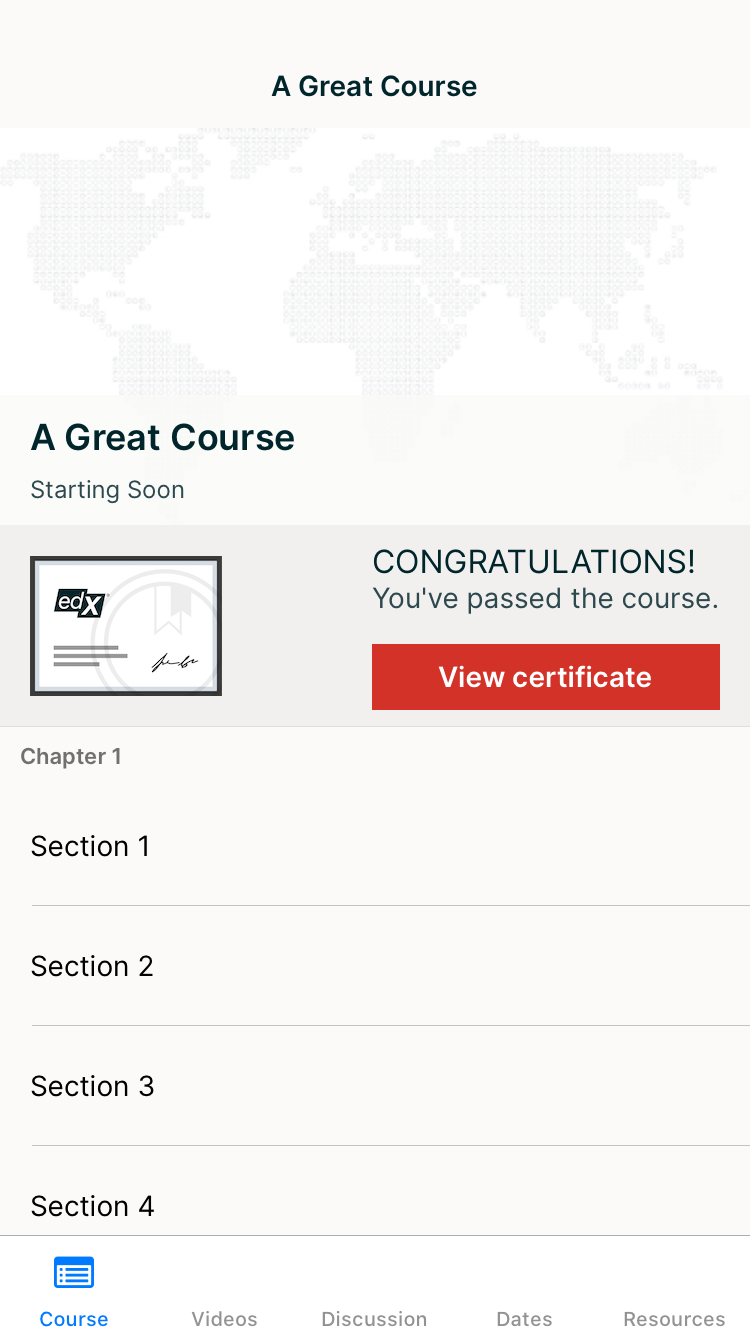 A Great Course
A Great Course
Starting Soon
edX
CONGRATULATIONS!
You've passed the course.
View certificate
Chapter 1
Section 1
Section 2
Section 3
Section 4
Course
Videos
Discussion
Dates
Resources